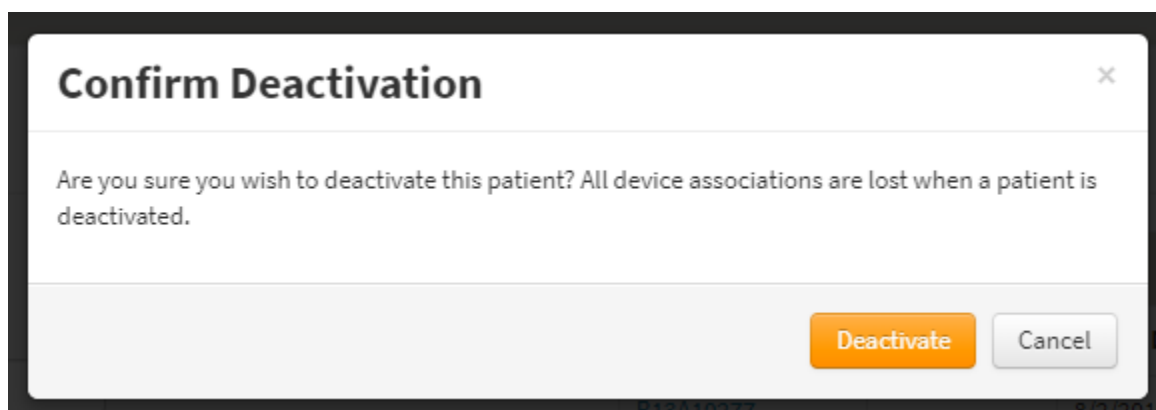 Confirm Deactivation
×
Are you sure you wish to deactivate this patient? All device associations are lost when a patient is
deactivated.
Deactivate
Cancel